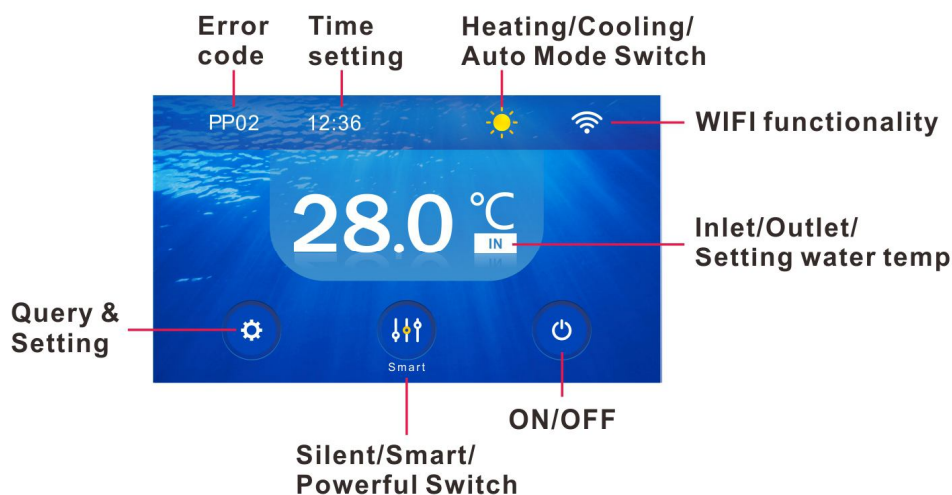 Error
code
Time
setting
Heating/Cooling/
Auto Mode Switch
PP02
12:36
WIFI functionality
28.0 °C
IN
Inlet/Outlet/
Setting water temp
Query &
Setting
Smart
ON/OFF
Silent/Smart/
Powerful Switch